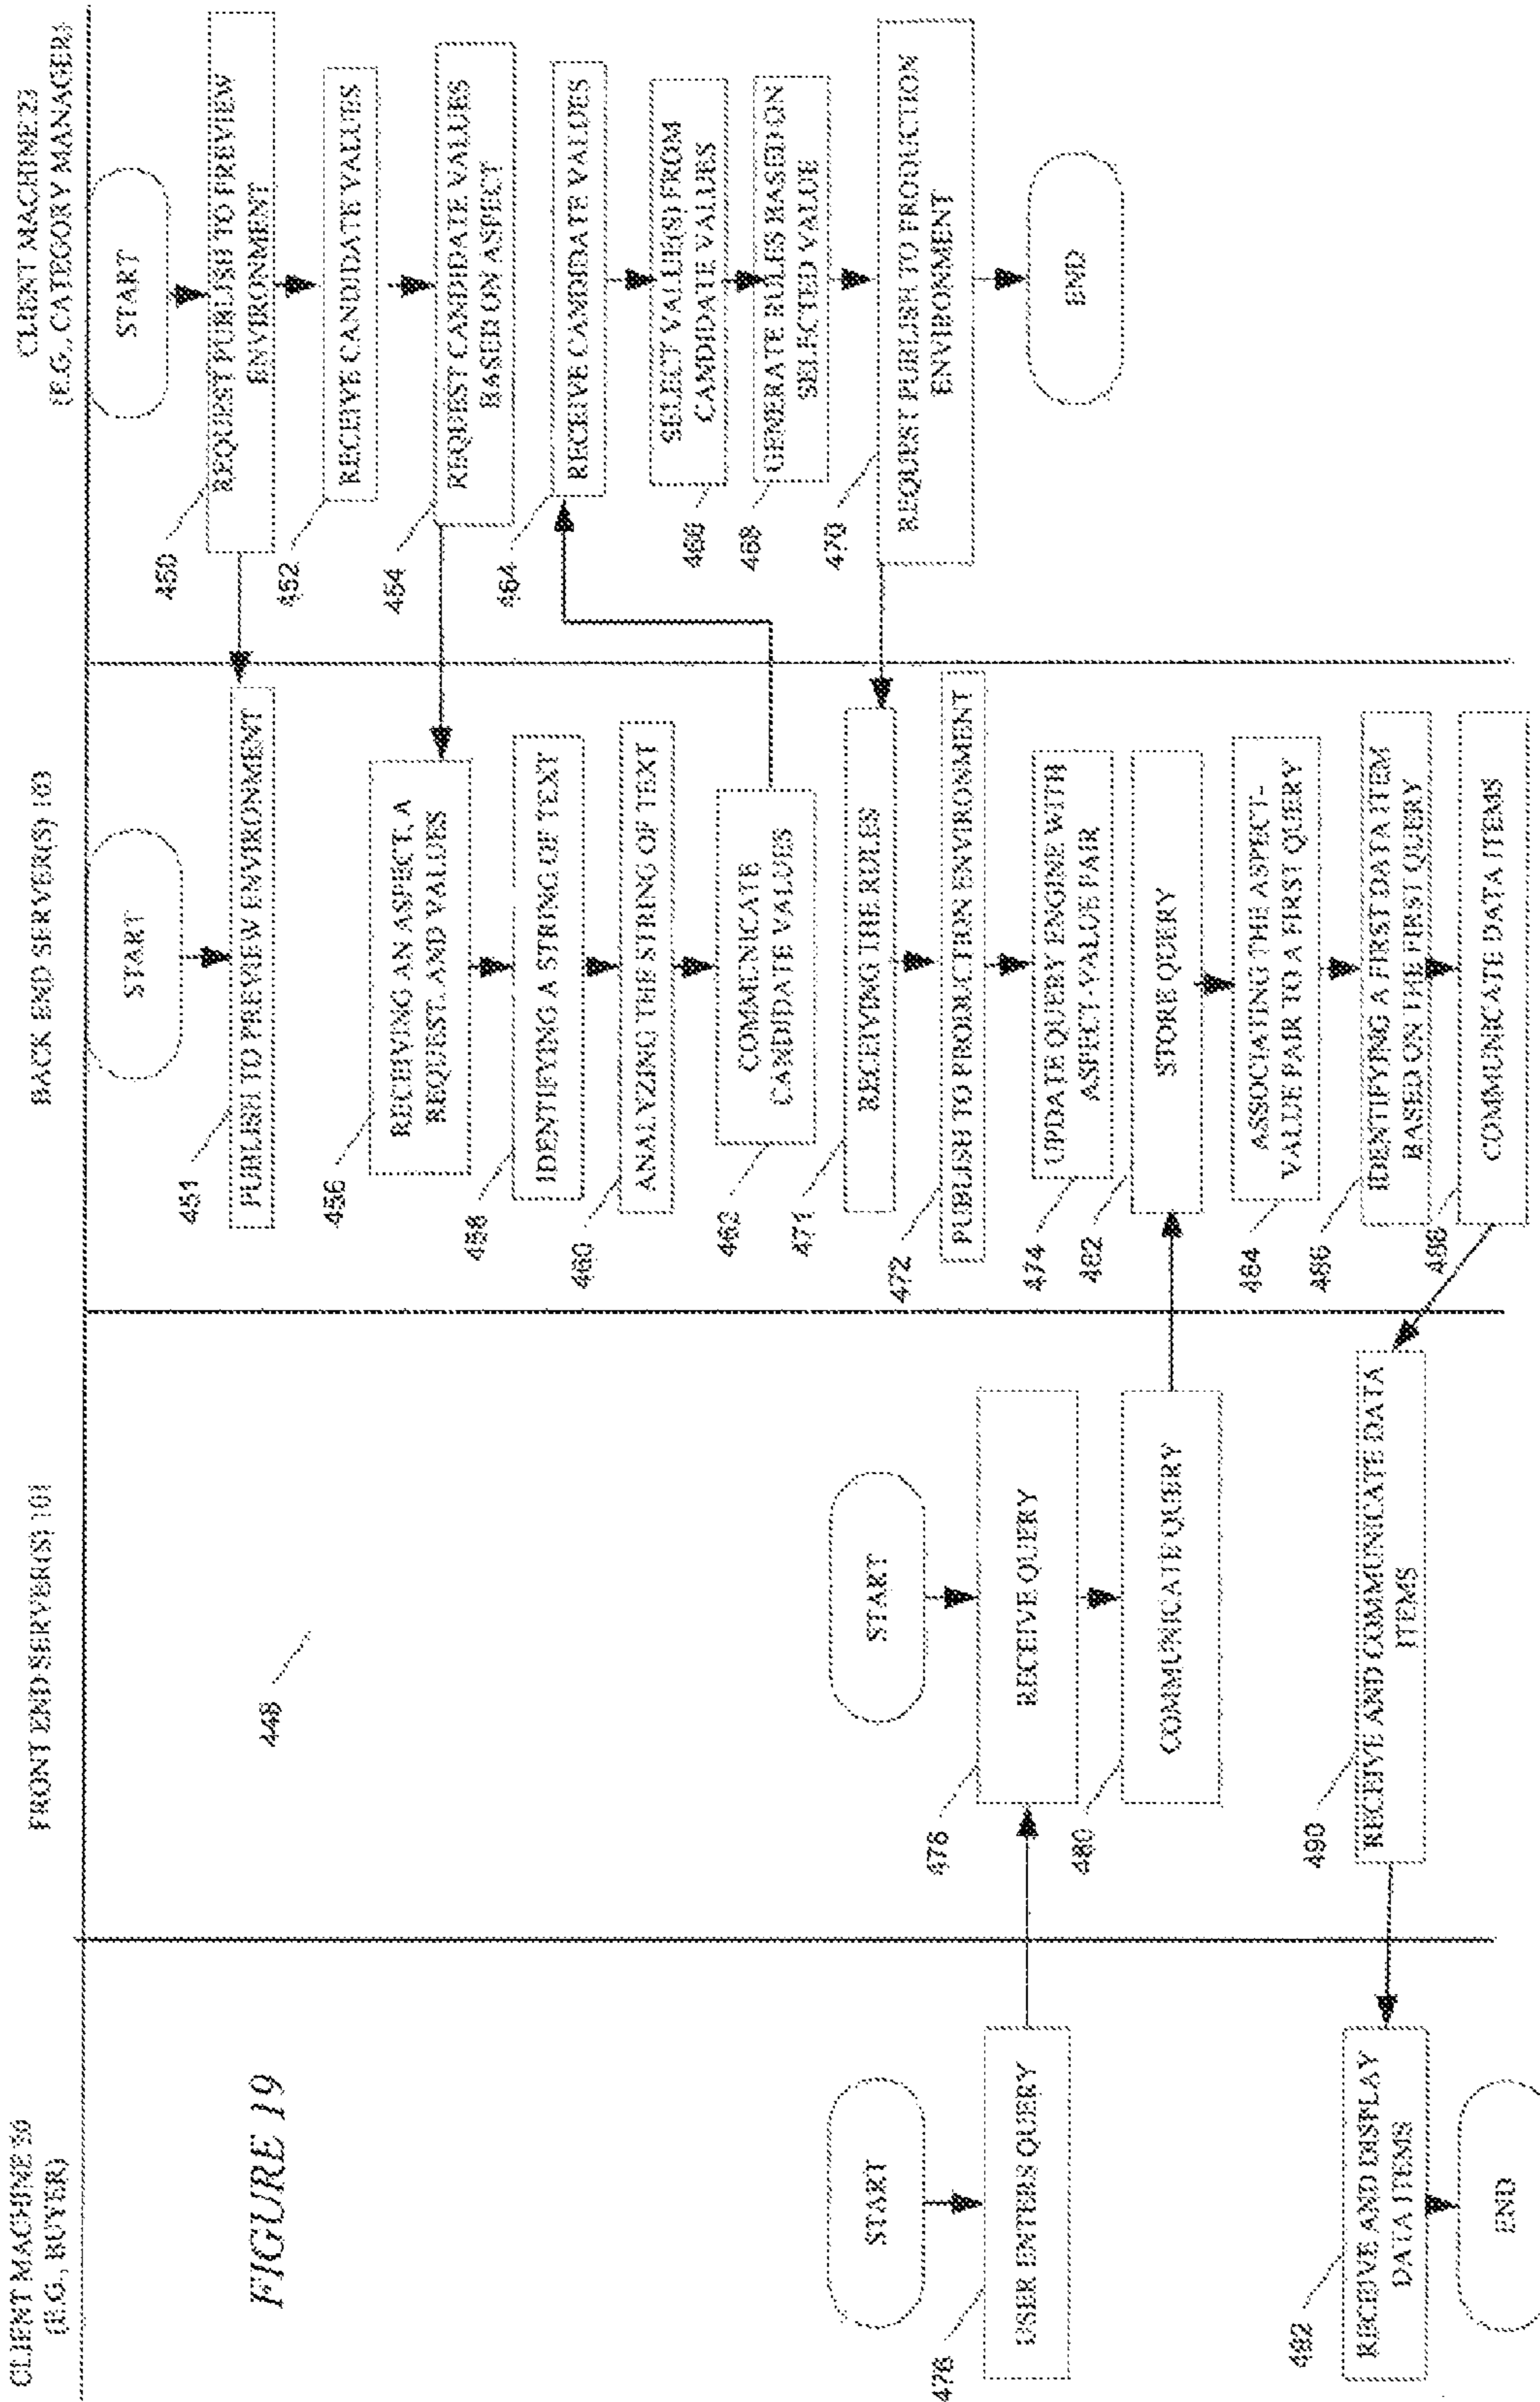 CLIENT MACHINE 50
(E.G., BUYER)
FRONT END SERVER(S) 101
BACK END SERVER(S) 103
CLIENT MACHINE 23
(E.G., CATEGORY MANAGER)
FIGURE 19
448
START
476
USER ENTERS QUERY
492
RECEIVE AND DISPLAY
DATA ITEMS
END
START
476
RECEIVE QUERY
480
COMMUNICATE QUERY
490
RECEIVE AND COMMUNICATE DATA
ITEMS
START
451
PUBLISH TO PREVIEW ENVIRONMENT
456
RECEIVING AN ASPECT, A
REQUEST, AND VALUES
458
IDENTIFYING A STRING OF TEXT
460
ANALYZING THE STRING OF TEXT
462
COMMUNICATE
CANDIDATE VALUES
471
RECEIVING THE RULES
472
PUBLISH TO PRODUCTION ENVIRONMENT
474
UPDATE QUERY ENGINE WITH
ASPECT-VALUE PAIR
482
STORE QUERY
484
ASSOCIATING THE ASPECT-
VALUE PAIR TO A FIRST QUERY
486
IDENTIFYING A FIRST DATA ITEM
BASED ON THE FIRST QUERY
488
COMMUNICATE DATA ITEMS
START
450
REQUEST PUBLISH TO PREVIEW
ENVIRONMENT
452
RECEIVE CANDIDATE VALUES
454
REQUEST CANDIDATE VALUES
BASED ON ASPECT
464
RECEIVE CANDIDATE VALUES
466
SELECT VALUE(S) FROM
CANDIDATE VALUES
468
GENERATE RULES BASED ON
SELECTED VALUE
470
REQUEST PUBLISH TO PRODUCTION
ENVIRONMENT
END